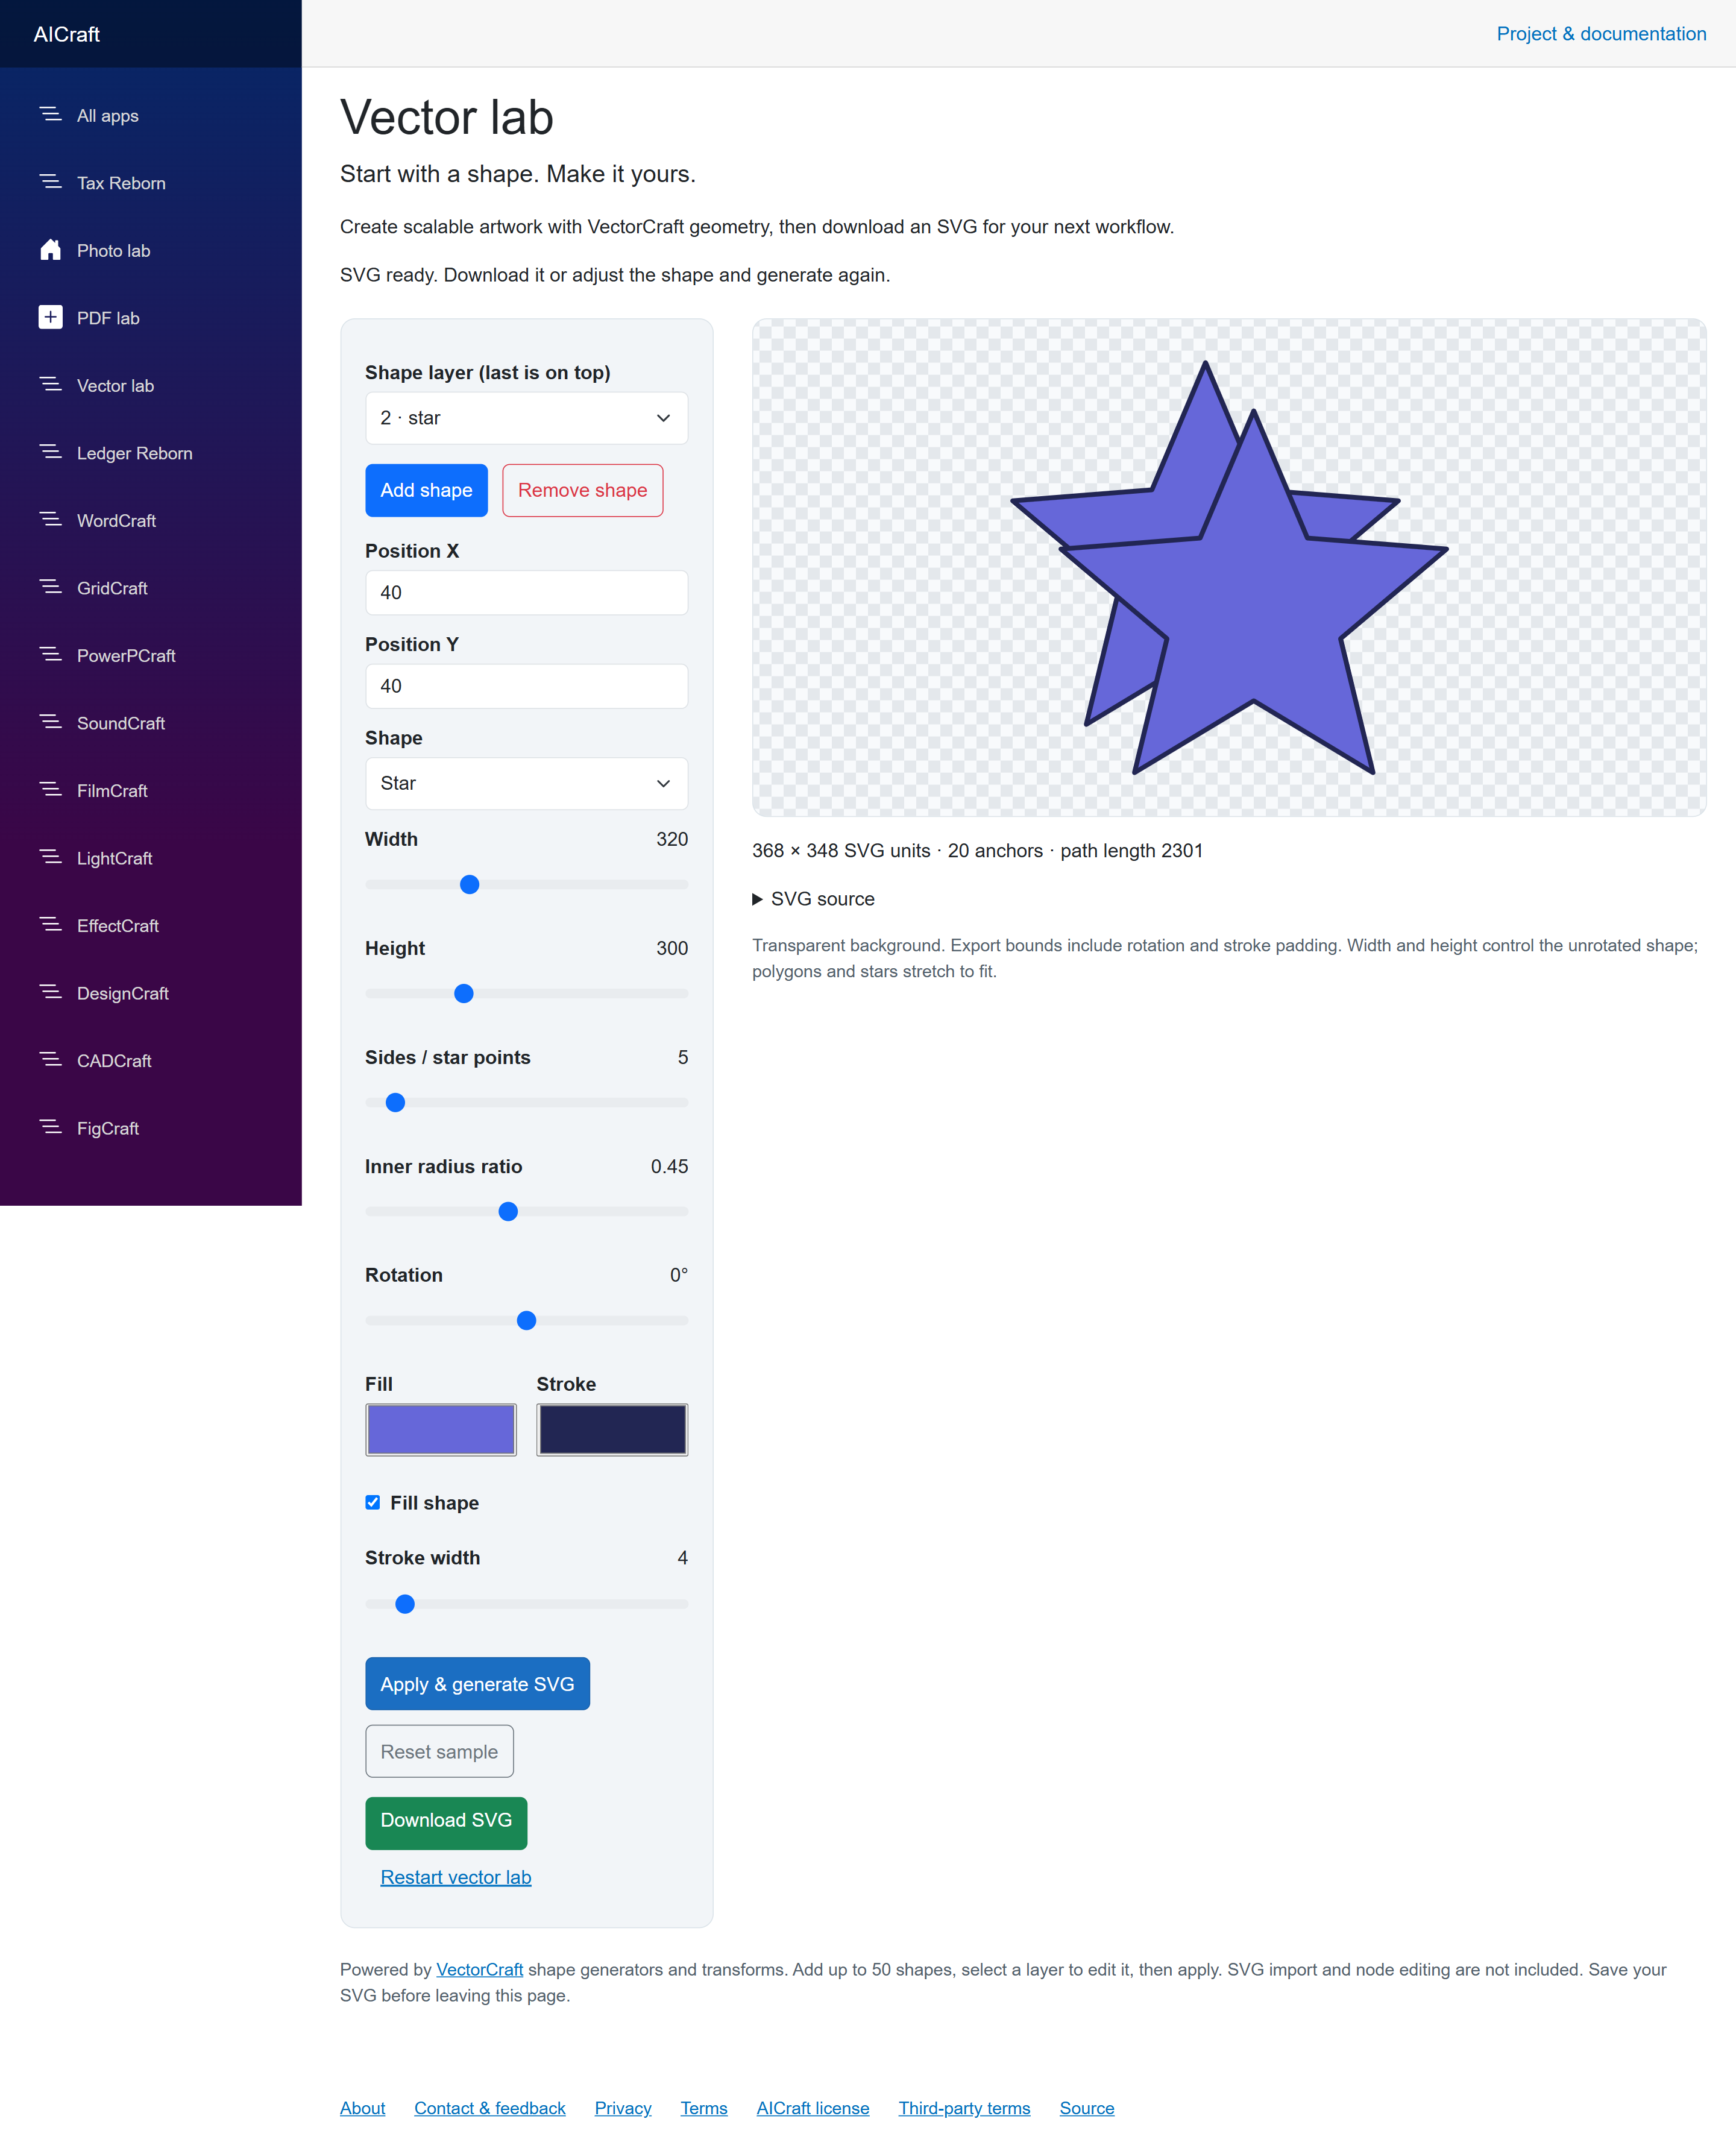 AICraft
Project & documentation
All apps
Tax Reborn
Photo lab
PDF lab
Vector lab
Ledger Reborn
WordCraft
GridCraft
PowerPCraft
SoundCraft
FilmCraft
LightCraft
EffectCraft
DesignCraft
CADCraft
FigCraft
Vector lab
Start with a shape. Make it yours.
Create scalable artwork with VectorCraft geometry, then download an SVG for your next workflow.
SVG ready. Download it or adjust the shape and generate again.
Shape layer (last is on top)
2 · star
Add shape Remove shape
Position X
40
Position Y
40
Shape
Star
Width 320
Height 300
Sides / star points 5
Inner radius ratio 0.45
Rotation 0°
Fill Stroke
Fill shape
Stroke width 4
Apply & generate SVG
Reset sample
Download SVG
Restart vector lab
368 × 348 SVG units · 20 anchors · path length 2301
SVG source
Transparent background. Export bounds include rotation and stroke padding. Width and height control the unrotated shape;
polygons and stars stretch to fit.
Powered by VectorCraft shape generators and transforms. Add up to 50 shapes, select a layer to edit it, then apply. SVG import and node editing are not included. Save your
SVG before leaving this page.
About Contact & feedback Privacy Terms AICraft license Third-party terms Source